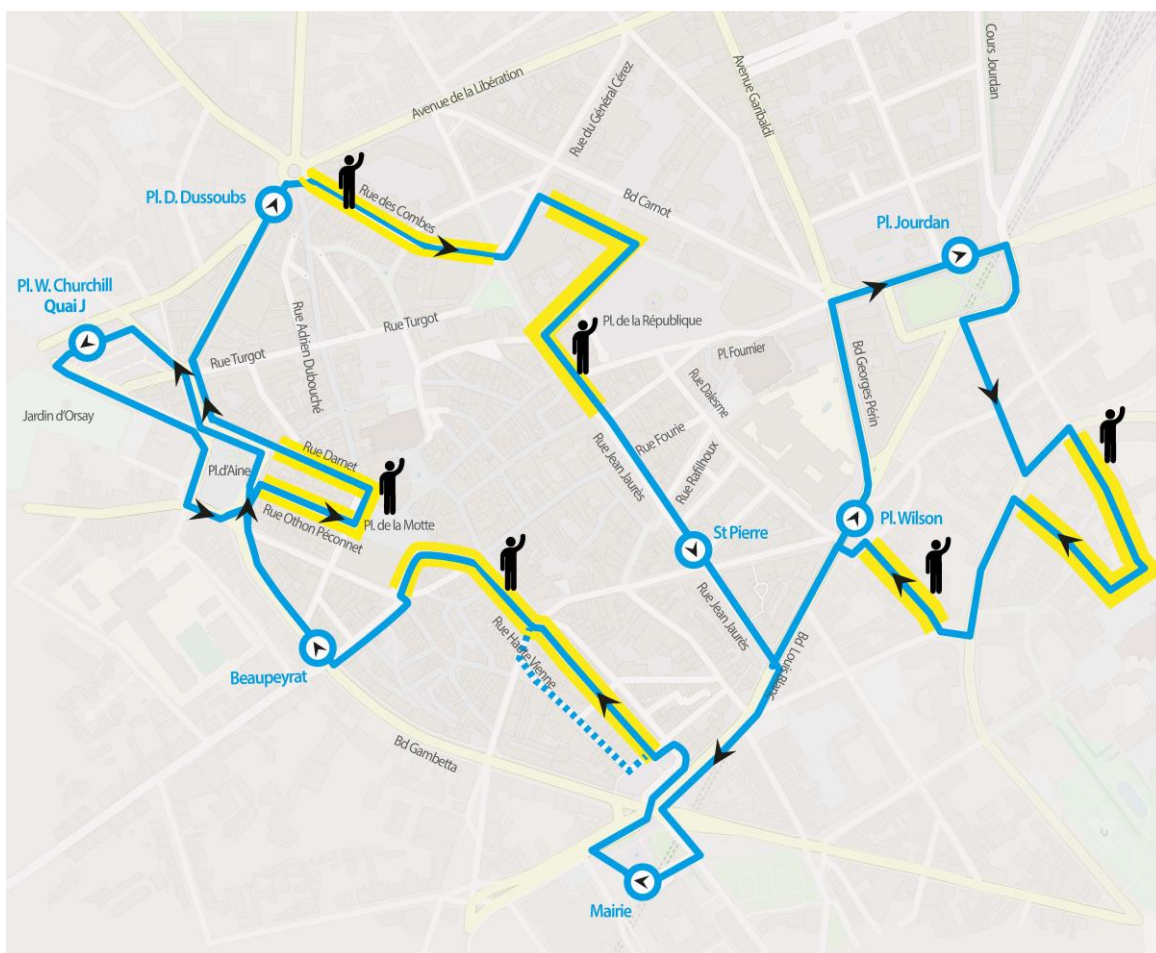 Cours Jourdan
Avenue de la Libération
Avenue Garibaldi
Rue du Général Cérez
Pl. D. Dussoubs
Rue des Combes
Bd Carnot
Pl. Jourdan
Pl. W. Churchill
Quai J
Rue Adrien Dubouché
Rue Turgot
Pl. de la République
Rue Turgot
Pl. Fournier
Bd Georges Périn
Rue Dalesme
Jardin d'Orsay
Rue Darnet
Rue Fourie
Rue Jean Jaurès
Rue Rafilhoux
Pl.d'Aine
Rue Othon Péconnet
Pl. de la Motte
St Pierre
Pl. Wilson
Rue Jean Jaurès
Rue Haute Vienne
Beaupeyrat
Bd Louis Blanc
Bd Gambetta
Mairie